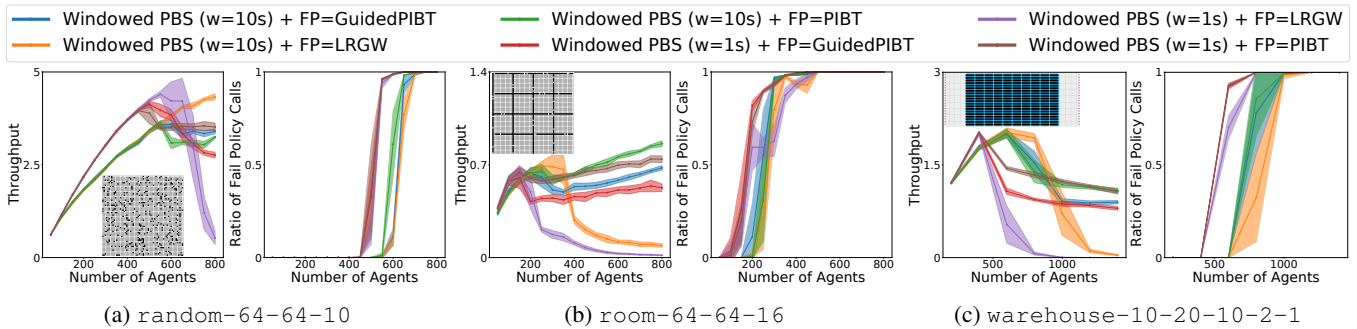 Windowed PBS (w=10s) + FP=GuidedPIBT
Windowed PBS (w=10s) + FP=PIBT
Windowed PBS (w=1s) + FP=LRGW
Windowed PBS (w=10s) + FP=LRGW
Windowed PBS (w=1s) + FP=GuidedPIBT
Windowed PBS (w=1s) + FP=PIBT
Throughput
5
2.5
0
200 400 600 800
Number of Agents
Ratio of Fail Policy Calls
1
0.5
0
200 400 600 800
Number of Agents
(a) random-64-64-10
Throughput
1.4
0.7
0
200 400 600 800
Number of Agents
Ratio of Fail Policy Calls
1
0.5
0
200 400 600 800
Number of Agents
(b) room-64-64-16
Throughput
3
1.5
0
500 1000
Number of Agents
Ratio of Fail Policy Calls
1
0.5
0
500 1000
Number of Agents
(c) warehouse-10-20-10-2-1